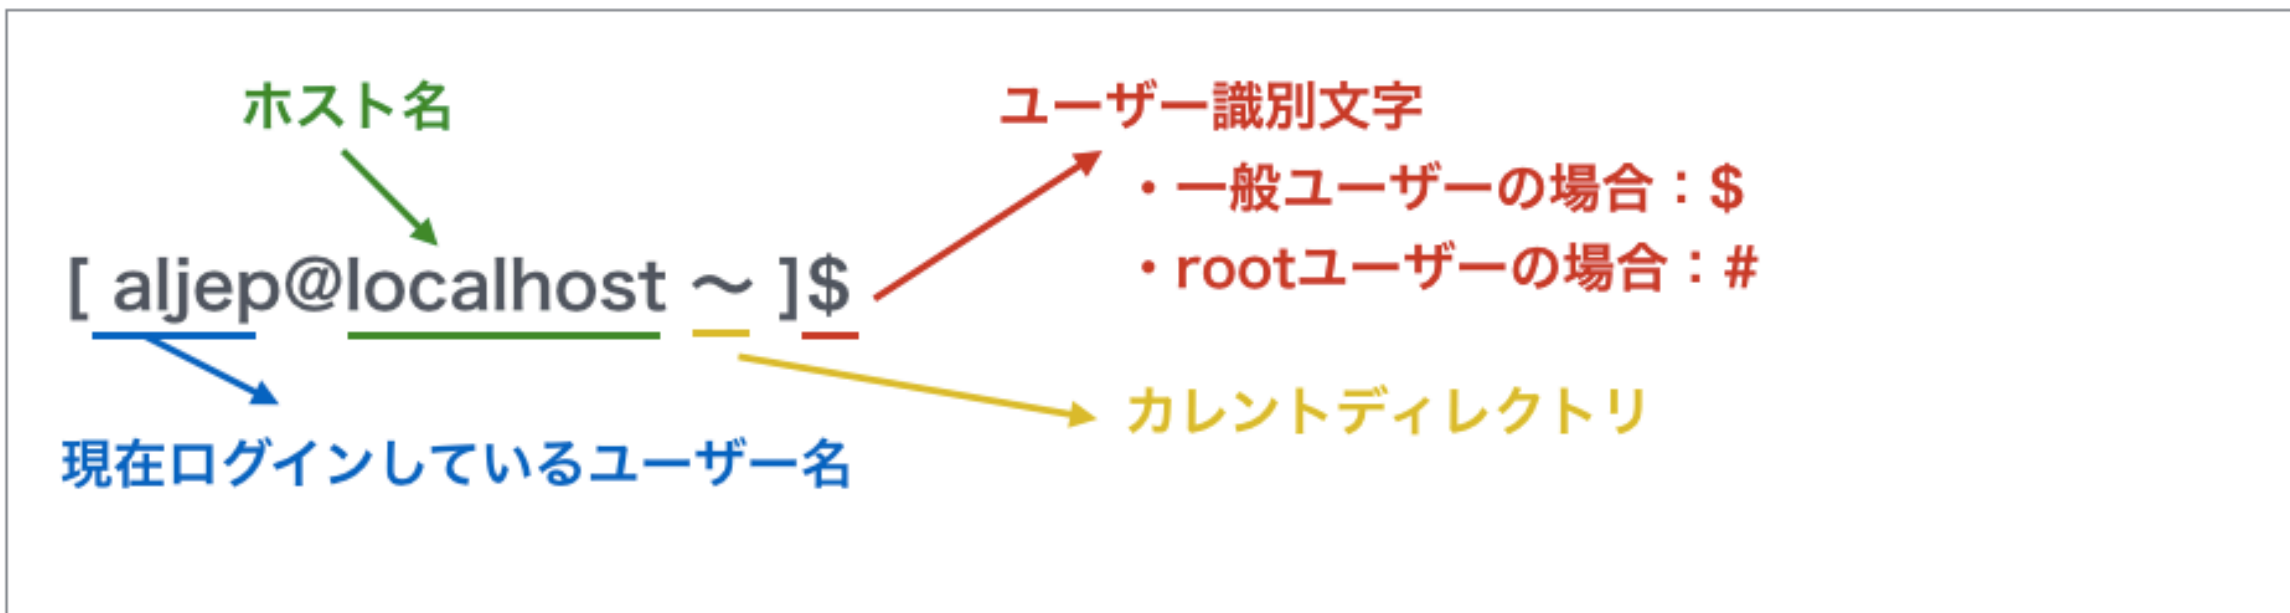 ホスト名
ユーザー識別文字
・一般ユーザーの場合：$
・rootユーザーの場合：#
[ aljep@localhost 〜 ]$
カレントディレクトリ
現在ログインしているユーザー名